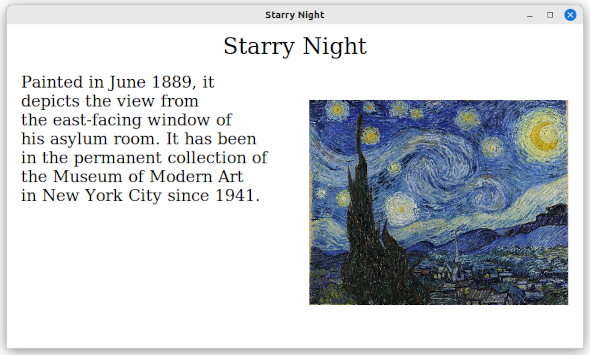 Starry Night
Starry Night
Painted in June 1889, it
depicts the view from
the east-facing window of
his asylum room. It has been
in the permanent collection of
the Museum of Modern Art
in New York City since 1941.